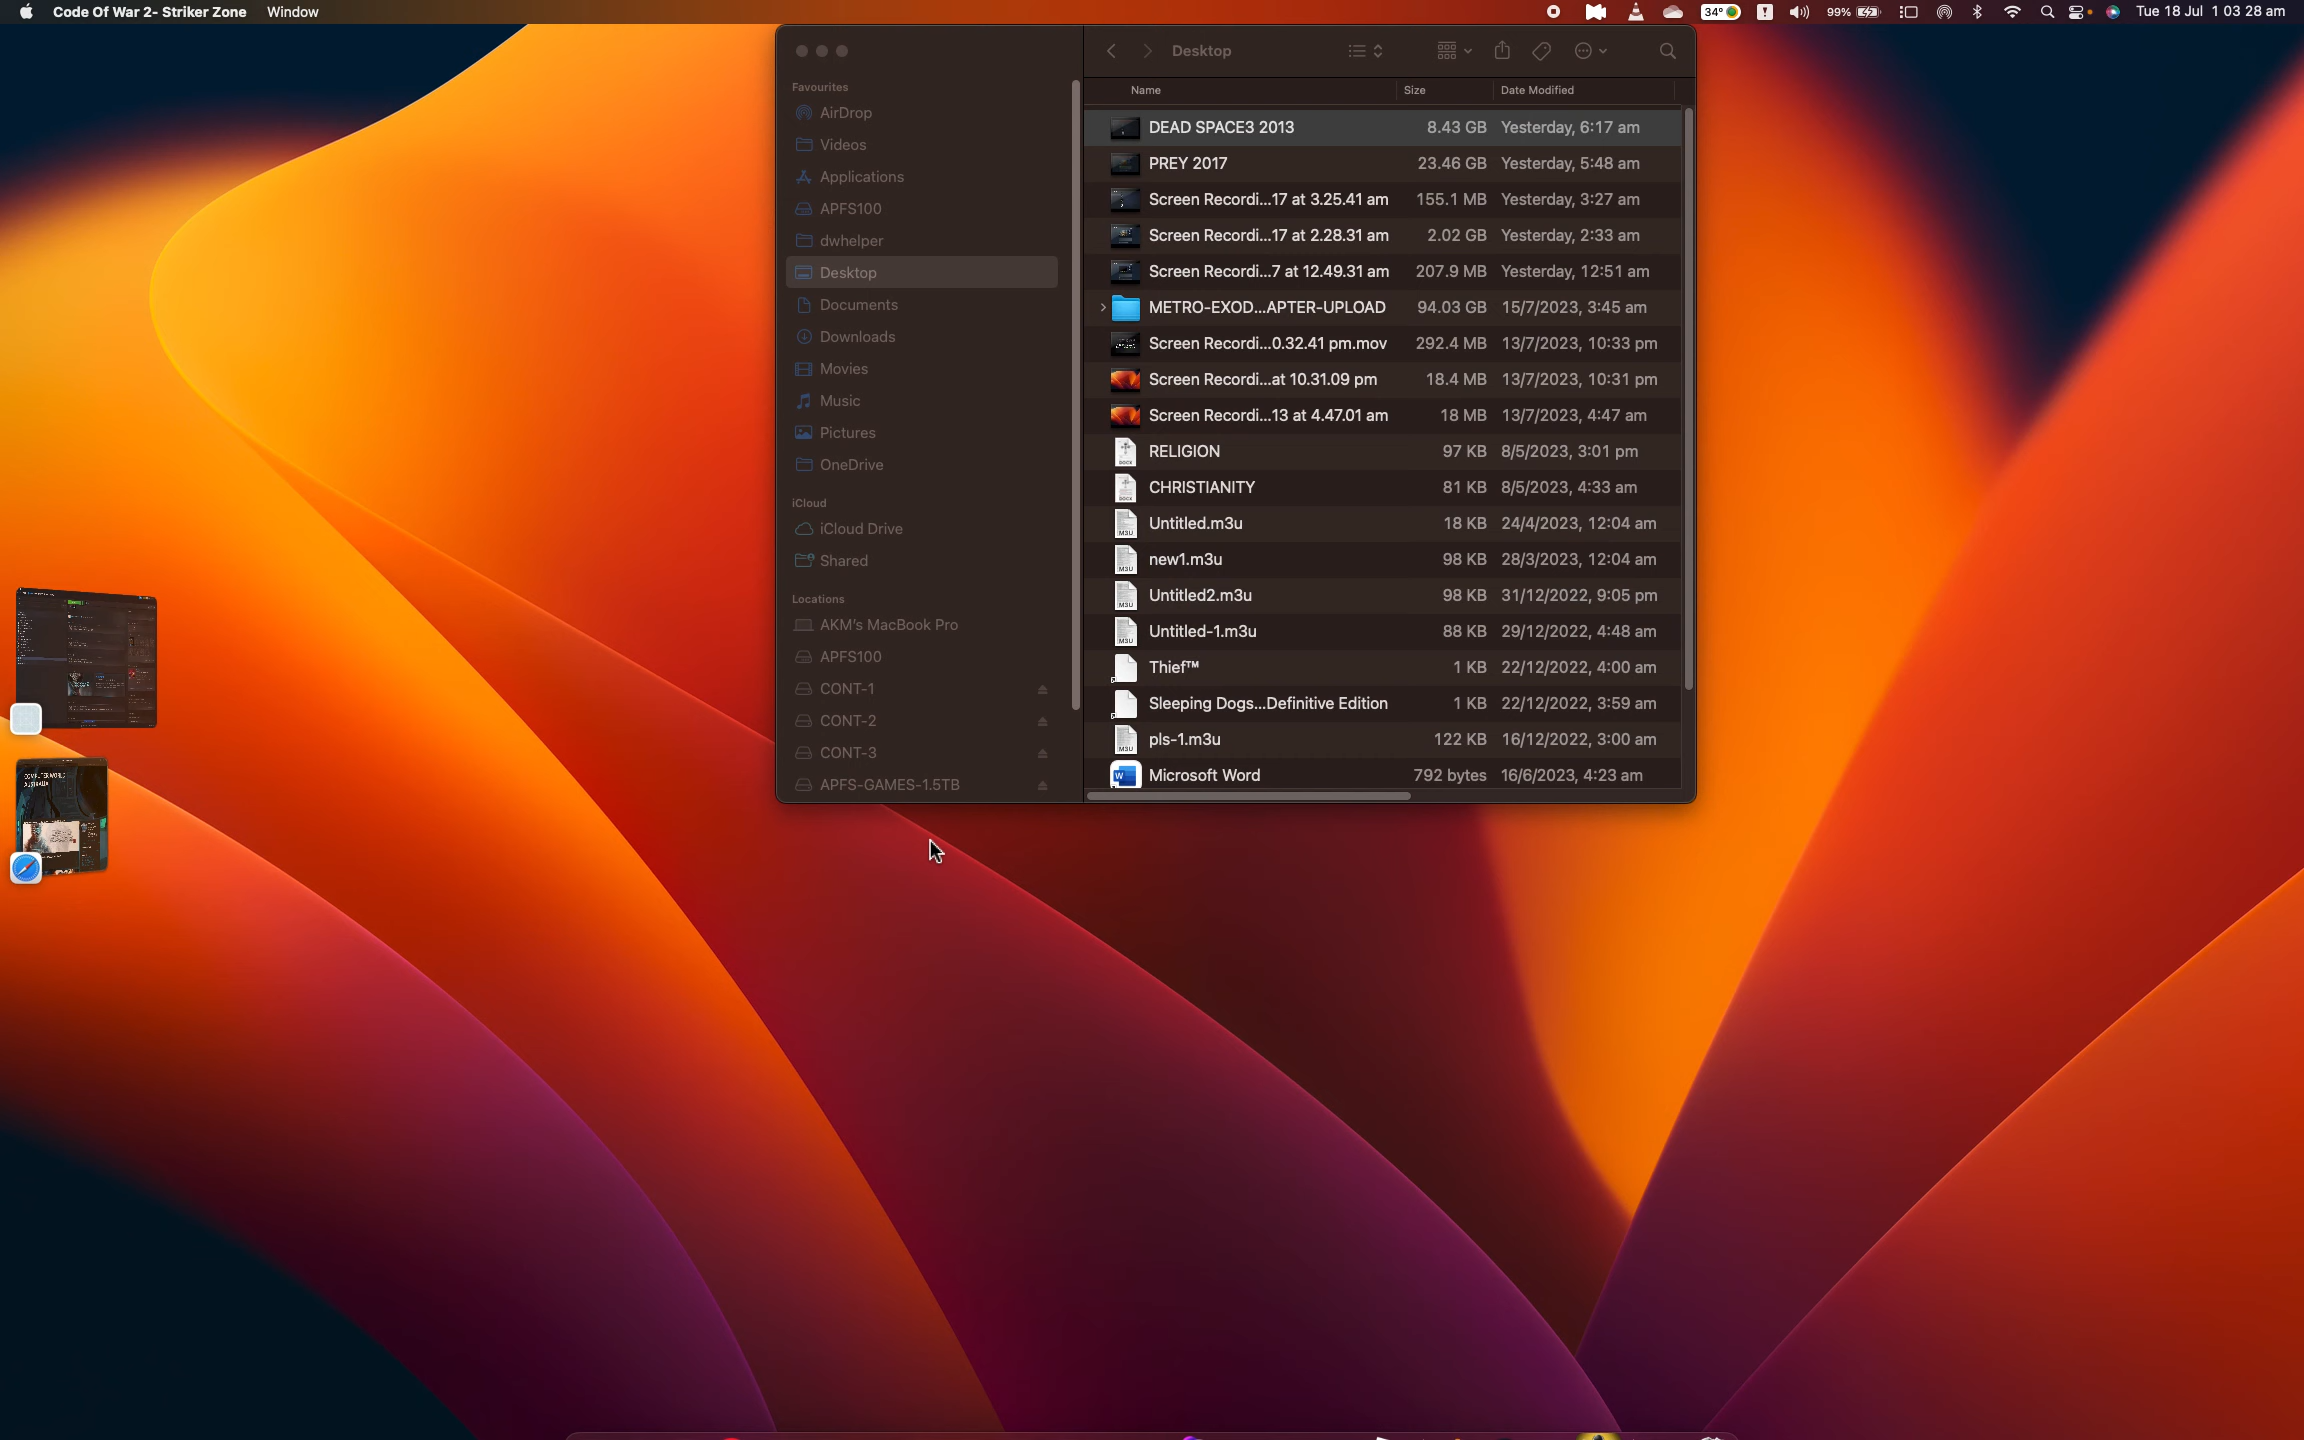 Code Of War 2- Striker Zone Window 34° 99% Tue 18 Jul 1 03 28 am
Desktop
Favourites
AirDrop
Videos
Applications
APFS100
dwhelper
Desktop
Documents
Downloads
Movies
Music
Pictures
OneDrive
iCloud
iCloud Drive
Shared
Locations
AKM's MacBook Pro
APFS100
CONT-1
CONT-2
CONT-3
APFS-GAMES-1.5TB
Name Size Date Modified
DEAD SPACE3 2013 8.43 GB Yesterday, 6:17 am
PREY 2017 23.46 GB Yesterday, 5:48 am
Screen Recordi...17 at 3.25.41 am 155.1 MB Yesterday, 3:27 am
Screen Recordi...17 at 2.28.31 am 2.02 GB Yesterday, 2:33 am
Screen Recordi...7 at 12.49.31 am 207.9 MB Yesterday, 12:51 am
METRO-EXOD...APTER-UPLOAD 94.03 GB 15/7/2023, 3:45 am
Screen Recordi...0.32.41 pm.mov 292.4 MB 13/7/2023, 10:33 pm
Screen Recordi...at 10.31.09 pm 18.4 MB 13/7/2023, 10:31 pm
Screen Recordi...13 at 4.47.01 am 18 MB 13/7/2023, 4:47 am
RELIGION 97 KB 8/5/2023, 3:01 pm
CHRISTIANITY 81 KB 8/5/2023, 4:33 am
Untitled.m3u 18 KB 24/4/2023, 12:04 am
new1.m3u 98 KB 28/3/2023, 12:04 am
Untitled2.m3u 98 KB 31/12/2022, 9:05 pm
Untitled-1.m3u 88 KB 29/12/2022, 4:48 am
Thief™ 1 KB 22/12/2022, 4:00 am
Sleeping Dogs...Definitive Edition 1 KB 22/12/2022, 3:59 am
pls-1.m3u 122 KB 16/12/2022, 3:00 am
Microsoft Word 792 bytes 16/6/2023, 4:23 am
COMPUTER WORLD
AUSTRALIA